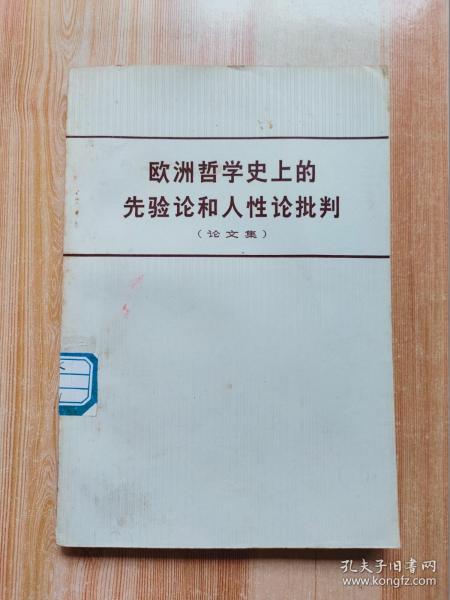 欧洲哲学史上的
先验论和人性论批判
（论文集）
孔夫子旧书网
www.kongfz.com